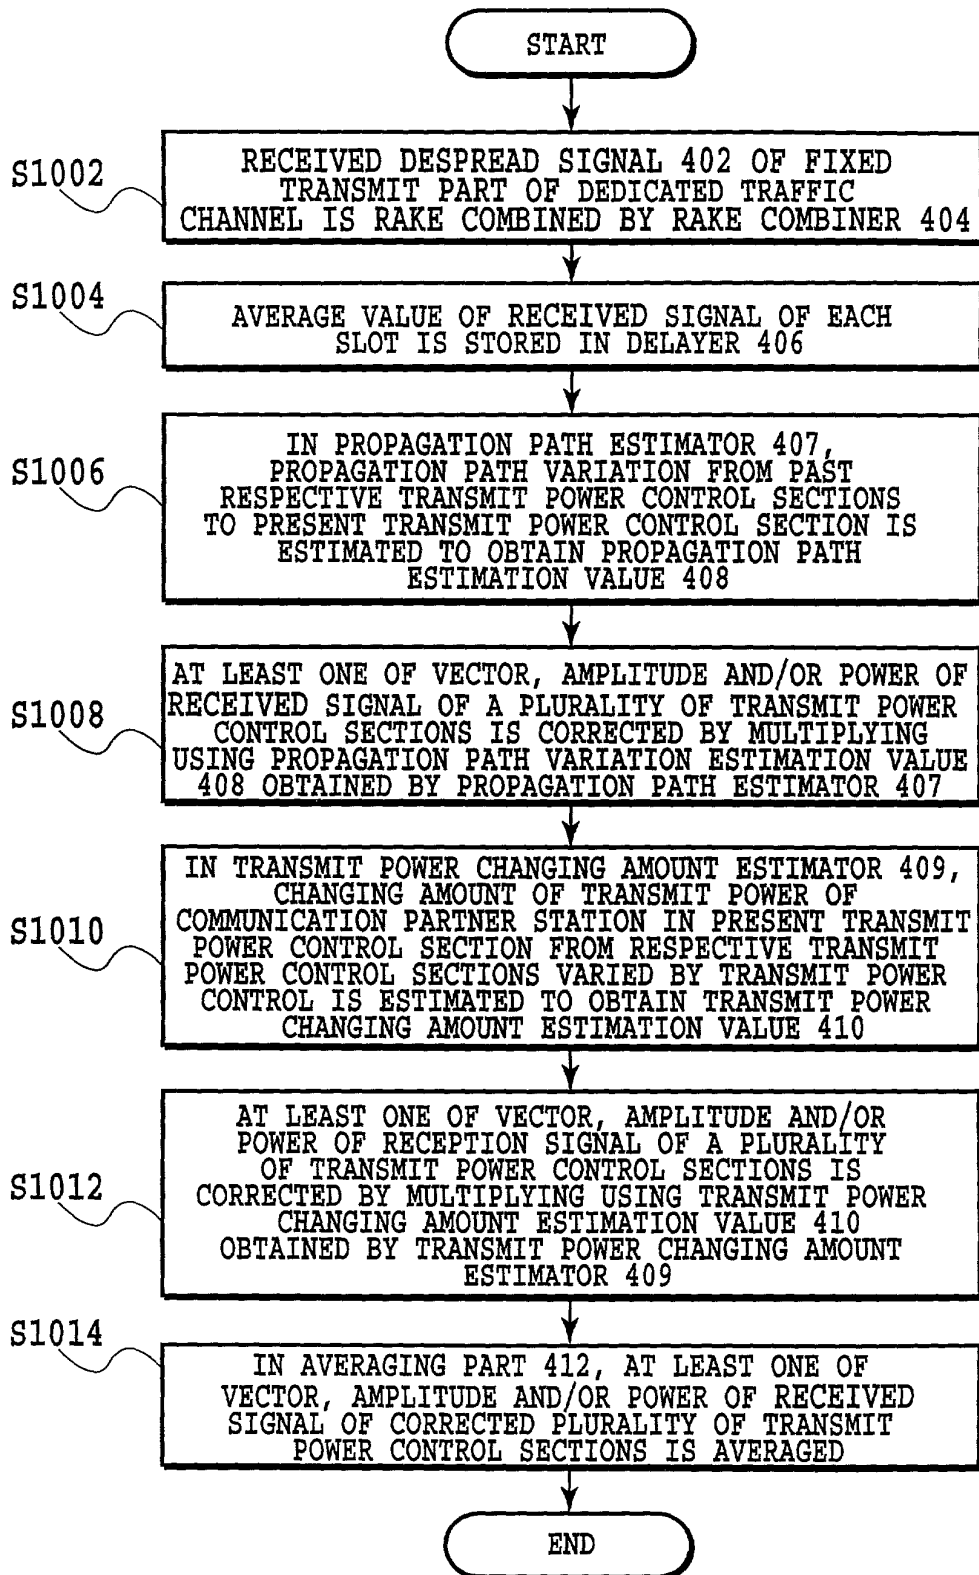 START
S1002
RECEIVED DESPREAD SIGNAL 402 OF FIXED
TRANSMIT PART OF DEDICATED TRAFFIC
CHANNEL IS RAKE COMBINED BY RAKE COMBINER 404
S1004
AVERAGE VALUE OF RECEIVED SIGNAL OF EACH
SLOT IS STORED IN DELAYER 406
S1006
IN PROPAGATION PATH ESTIMATOR 407,
PROPAGATION PATH VARIATION FROM PAST
RESPECTIVE TRANSMIT POWER CONTROL SECTIONS
TO PRESENT TRANSMIT POWER CONTROL SECTION IS
ESTIMATED TO OBTAIN PROPAGATION PATH
ESTIMATION VALUE 408
S1008
AT LEAST ONE OF VECTOR, AMPLITUDE AND/OR POWER OF
RECEIVED SIGNAL OF A PLURALITY OF TRANSMIT POWER
CONTROL SECTIONS IS CORRECTED BY MULTIPLYING
USING PROPAGATION PATH VARIATION ESTIMATION VALUE
408 OBTAINED BY PROPAGATION PATH ESTIMATOR 407
S1010
IN TRANSMIT POWER CHANGING AMOUNT ESTIMATOR 409,
CHANGING AMOUNT OF TRANSMIT POWER OF
COMMUNICATION PARTNER STATION IN PRESENT TRANSMIT
POWER CONTROL SECTION FROM RESPECTIVE TRANSMIT
POWER CONTROL SECTIONS VARIED BY TRANSMIT POWER
CONTROL IS ESTIMATED TO OBTAIN TRANSMIT POWER
CHANGING AMOUNT ESTIMATION VALUE 410
S1012
AT LEAST ONE OF VECTOR, AMPLITUDE AND/OR
POWER OF RECEPTION SIGNAL OF A PLURALITY
OF TRANSMIT POWER CONTROL SECTIONS IS
CORRECTED BY MULTIPLYING USING TRANSMIT POWER
CHANGING AMOUNT ESTIMATION VALUE 410
OBTAINED BY TRANSMIT POWER CHANGING AMOUNT
ESTIMATOR 409
S1014
IN AVERAGING PART 412, AT LEAST ONE OF
VECTOR, AMPLITUDE AND/OR POWER OF RECEIVED
SIGNAL OF CORRECTED PLURALITY OF TRANSMIT
POWER CONTROL SECTIONS IS AVERAGED
END